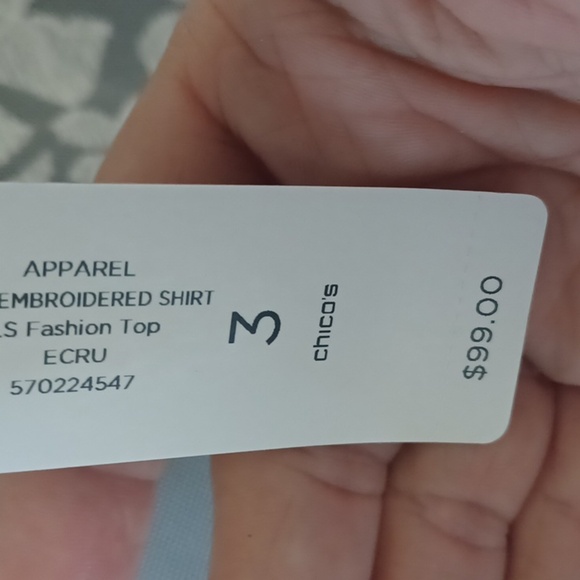 APPAREL
EMBROIDERED SHIRT
LS Fashion Top
ECRU
570224547
3
chico's
$99.00